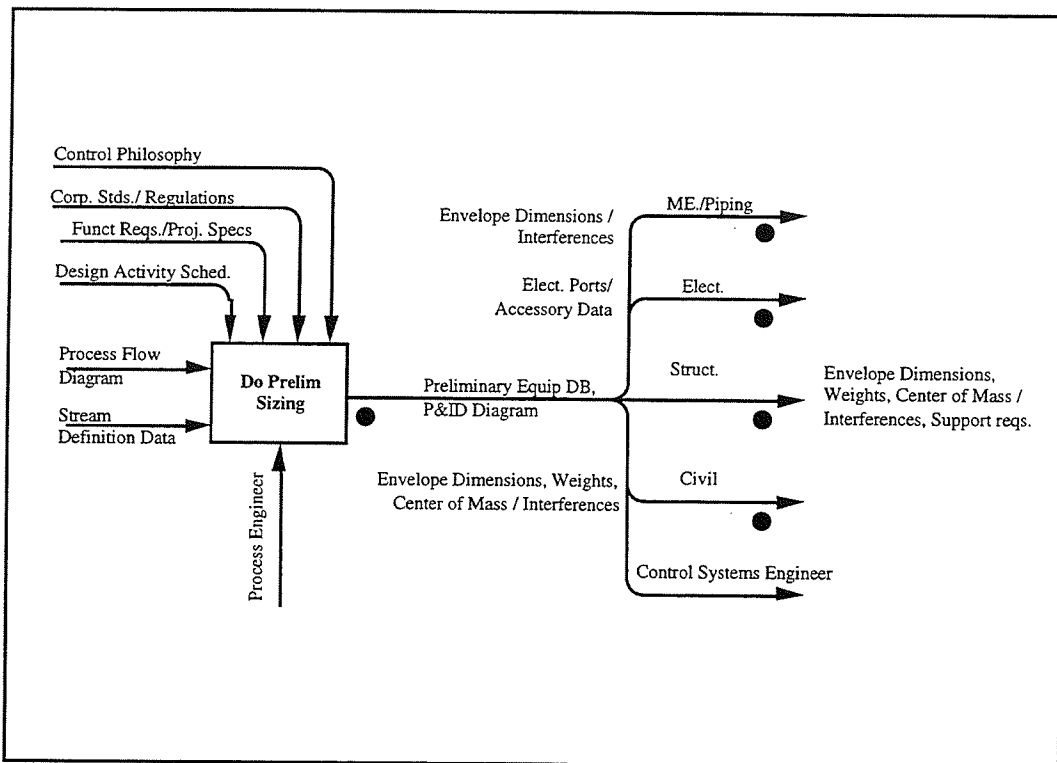 Control Philosophy
Corp. Stds./ Regulations
Funct Reqs./Proj. Specs
Design Activity Sched.
Process Flow
Diagram
Stream
Definition Data
Do Prelim
Sizing
Process Engineer
Preliminary Equip DB,
P&ID Diagram
Envelope Dimensions /
Interferences
Elect. Ports/
Accessory Data
Envelope Dimensions, Weights,
Center of Mass / Interferences
ME./Piping
Elect.
Struct.
Envelope Dimensions,
Weights, Center of Mass /
Interferences, Support reqs.
Civil
Control Systems Engineer